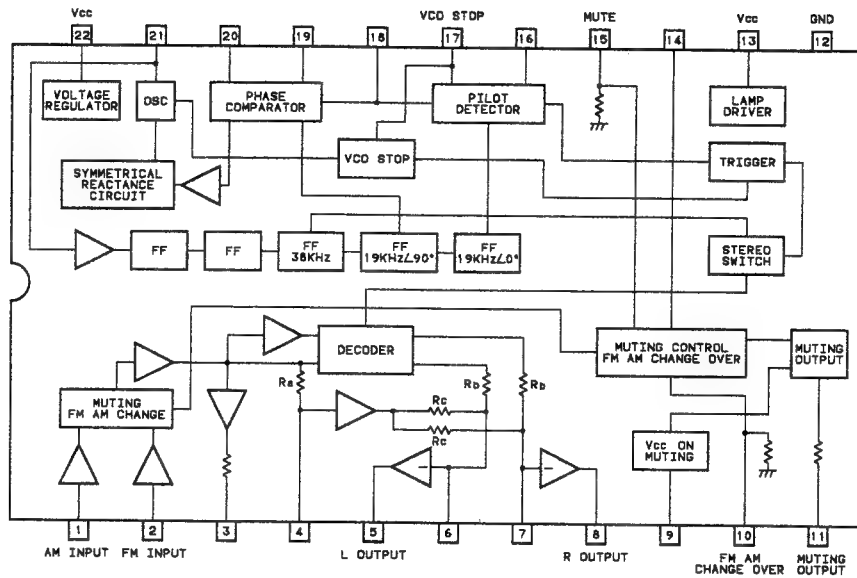 Vcc
VCO STOP
MUTE
Vcc
GND
22
21
20
19
18
17
16
15
14
13
12
VOLTAGE
REGULATOR
OSC
PHASE
COMPARATOR
PILOT
DETECTOR
LAMP
DRIVER
VCO STOP
TRIGGER
SYMMETRICAL
REACTANCE
CIRCUIT
FF
FF
FF
38KHz
FF
19KHz∠90°
FF
19KHz∠0°
STEREO
SWITCH
DECODER
MUTING CONTROL
FM AM CHANGE OVER
MUTING
OUTPUT
Ra
Rb
Rb
MUTING
FM AM CHANGE
Rc
Rc
Vcc ON
MUTING
1
2
3
4
5
6
7
8
9
10
11
AM INPUT
FM INPUT
L OUTPUT
R OUTPUT
FM AM
CHANGE OVER
MUTING
OUTPUT